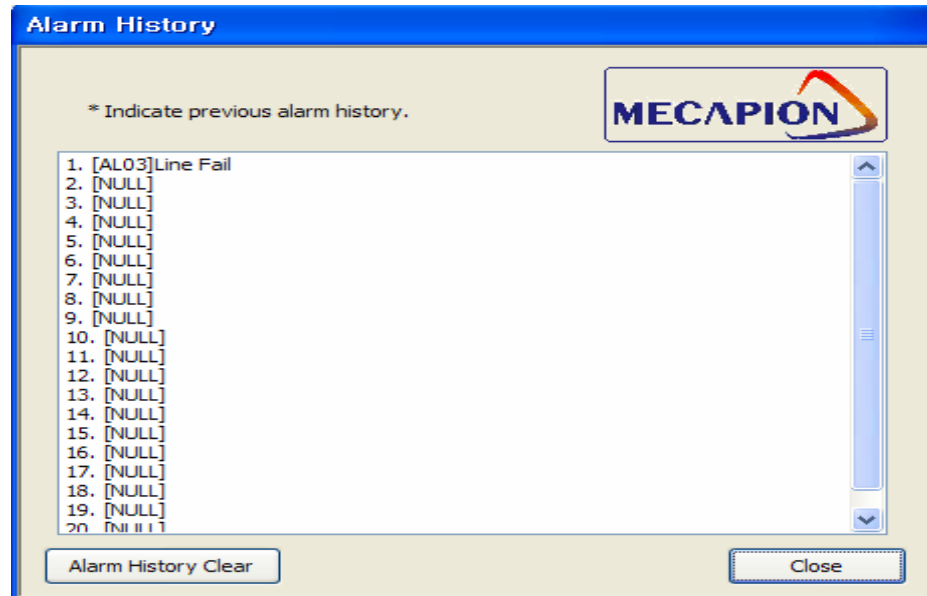 Alarm History
* Indicate previous alarm history.
MECAPION
1. [AL03]Line Fail
2. [NULL]
3. [NULL]
4. [NULL]
5. [NULL]
6. [NULL]
7. [NULL]
8. [NULL]
9. [NULL]
10. [NULL]
11. [NULL]
12. [NULL]
13. [NULL]
14. [NULL]
15. [NULL]
16. [NULL]
17. [NULL]
18. [NULL]
19. [NULL]
20. [NULL]
Alarm History Clear
Close